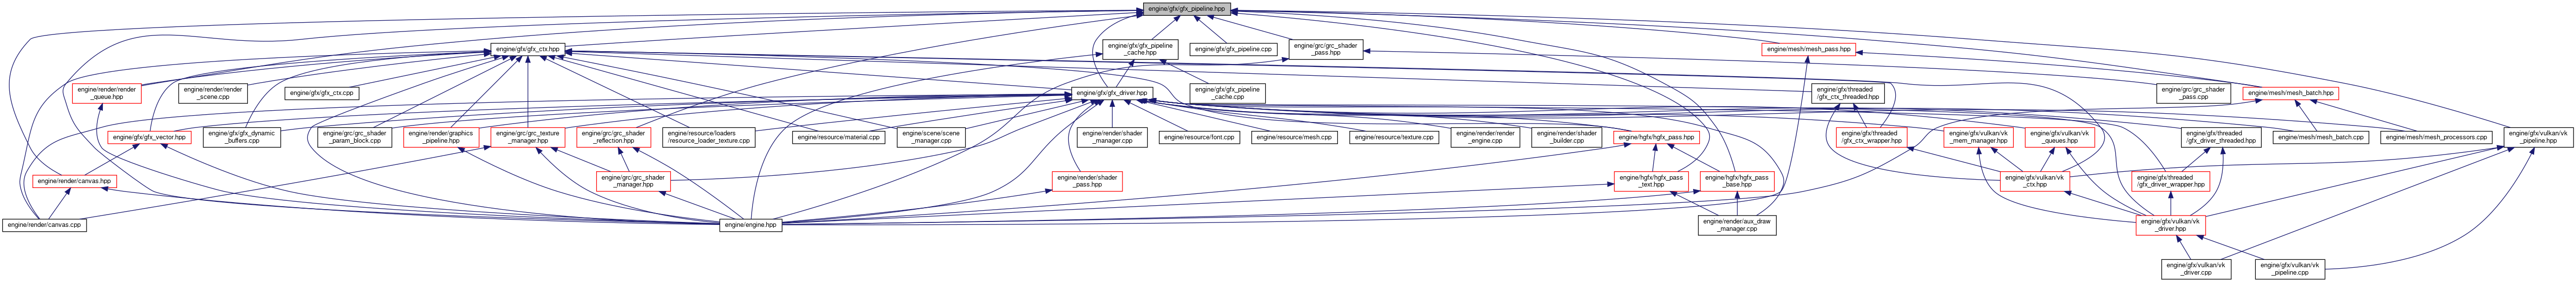 engine/gfx/gfx_pipeline.hpp
engine/gfx/gfx_ctx.hpp
engine/gfx/gfx_pipeline
_cache.hpp
engine/gfx/gfx_pipeline.cpp
engine/grc/grc_shader
_pass.hpp
engine/mesh/mesh_pass.hpp
engine/render/render
_queue.hpp
engine/render/render
_scene.cpp
engine/gfx/gfx_ctx.cpp
engine/gfx/gfx_driver.hpp
engine/gfx/gfx_pipeline
_cache.cpp
engine/gfx/threaded
/gfx_ctx_threaded.hpp
engine/grc/grc_shader
_pass.cpp
engine/mesh/mesh_batch.hpp
engine/gfx/gfx_vector.hpp
engine/gfx/gfx_dynamic
_buffers.cpp
engine/grc/grc_shader
_param_block.cpp
engine/render/graphics
_pipeline.hpp
engine/grc/grc_texture
_manager.hpp
engine/grc/grc_shader
_reflection.hpp
engine/resource/loaders
/resource_loader_texture.cpp
engine/resource/material.cpp
engine/scene/scene
_manager.cpp
engine/render/shader
_manager.cpp
engine/resource/font.cpp
engine/resource/mesh.cpp
engine/resource/texture.cpp
engine/render/render
_engine.cpp
engine/render/shader
_builder.cpp
engine/hgfx/hgfx_pass.hpp
engine/gfx/threaded
/gfx_ctx_wrapper.hpp
engine/gfx/vulkan/vk
_mem_manager.hpp
engine/gfx/vulkan/vk
_queues.hpp
engine/gfx/threaded
/gfx_driver_threaded.hpp
engine/mesh/mesh_batch.cpp
engine/mesh/mesh_processors.cpp
engine/gfx/vulkan/vk
_pipeline.hpp
engine/render/canvas.hpp
engine/grc/grc_shader
_manager.hpp
engine/render/shader
_pass.hpp
engine/hgfx/hgfx_pass
_text.hpp
engine/hgfx/hgfx_pass
_base.hpp
engine/gfx/vulkan/vk
_ctx.hpp
engine/gfx/threaded
/gfx_driver_wrapper.hpp
engine/render/canvas.cpp
engine/engine.hpp
engine/render/aux_draw
_manager.cpp
engine/gfx/vulkan/vk
_driver.hpp
engine/gfx/vulkan/vk
_driver.cpp
engine/gfx/vulkan/vk
_pipeline.cpp